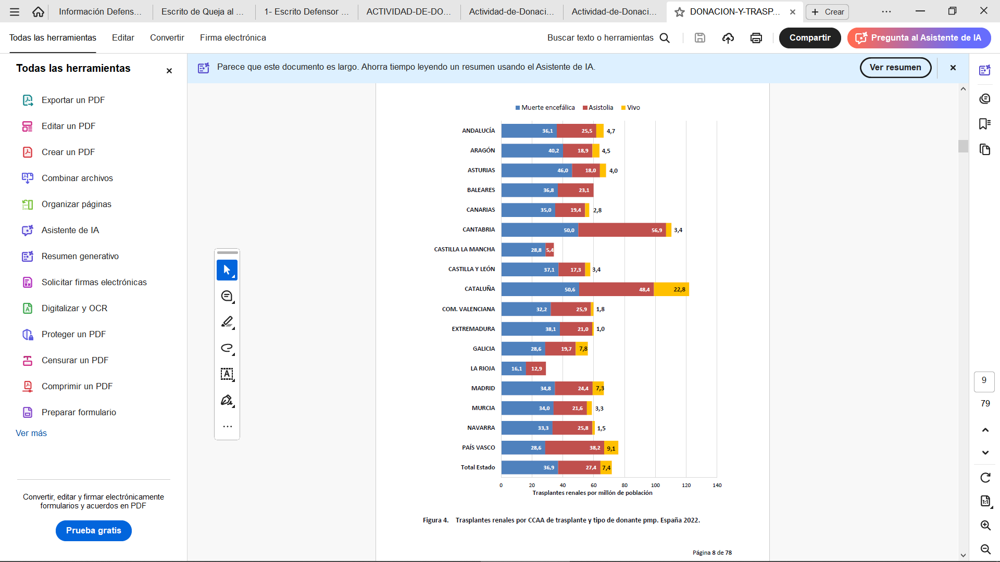 Información Defens...
Escrito de Queja al ...
1- Escrito Defensor ...
ACTIVIDAD-DE-DO...
Actividad-de-Donaci...
Actividad-de-Donaci...
DONACION-Y-TRASP...
Crear
Todas las herramientas
Editar
Convertir
Firma electrónica
Buscar texto o herramientas
Compartir
Pregunta al Asistente de IA
Todas las herramientas
Exportar un PDF
Editar un PDF
Crear un PDF
Combinar archivos
Organizar páginas
Asistente de IA
Resumen generativo
Solicitar firmas electrónicas
Digitalizar y OCR
Proteger un PDF
Censurar un PDF
Comprimir un PDF
Preparar formulario
Ver más
Convertir, editar y firmar electrónicamente
formularios y acuerdos en PDF
Prueba gratis
Parece que este documento es largo. Ahorra tiempo leyendo un resumen usando el Asistente de IA.
Ver resumen
Muerte encefálica Asistolia Vivo
ANDALUCÍA 36,1 25,5 4,7
ARAGÓN 40,2 18,9 4,5
ASTURIAS 46,0 18,0 4,0
BALEARES 36,8 23,1
CANARIAS 35,0 19,4 2,8
CANTABRIA 50,0 56,9 3,4
CASTILLA LA MANCHA 28,8 5,4
CASTILLA Y LEÓN 37,1 17,3 3,4
CATALUÑA 50,6 48,4 22,8
COM. VALENCIANA 32,2 25,9 1,8
EXTREMADURA 38,1 21,0 1,0
GALICIA 28,6 19,7 7,8
LA RIOJA 16,1 12,9
MADRID 34,8 24,4 7,3
MURCIA 34,0 21,6 3,3
NAVARRA 33,3 25,8 1,5
PAÍS VASCO 28,6 38,2 9,1
Total Estado 36,9 27,4 7,4
0 20 40 60 80 100 120 140
Trasplantes renales por millón de población
Figura 4. Trasplantes renales por CCAA de trasplante y tipo de donante pmp. España 2022.
Página 8 de 78
9
79
1:1